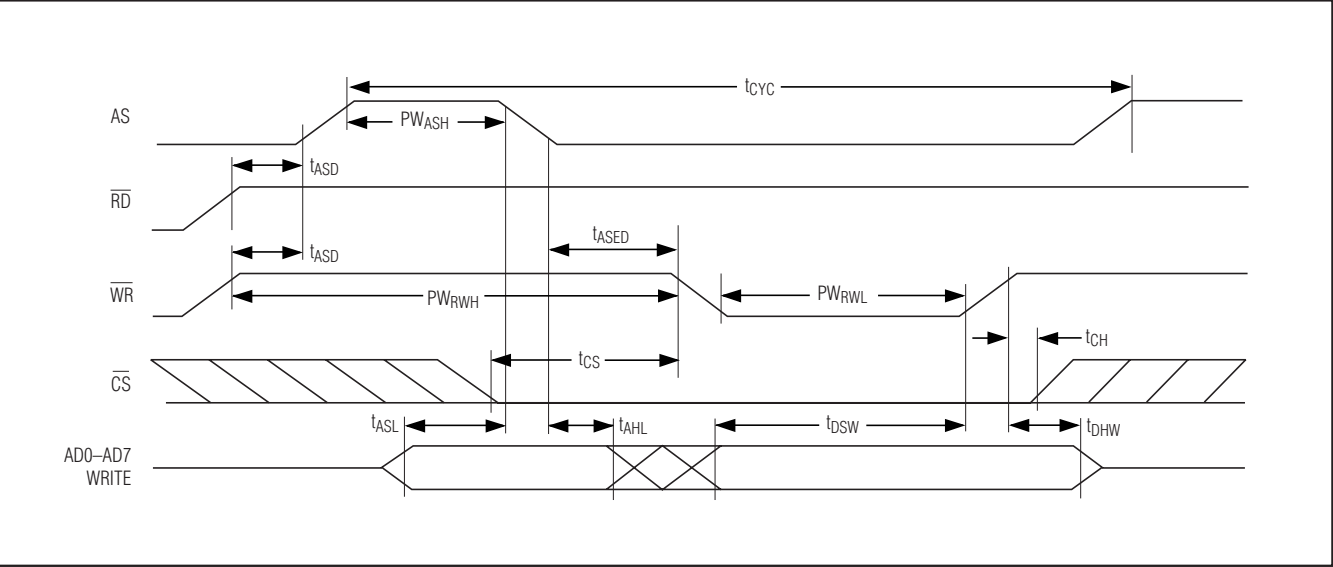 tCYC
AS
PWASH
tASD
RD
tASD
tASED
WR
PWRWH
PWRWL
tCH
tCS
CS
tASL
tAHL
tDSW
tDHW
AD0–AD7
WRITE